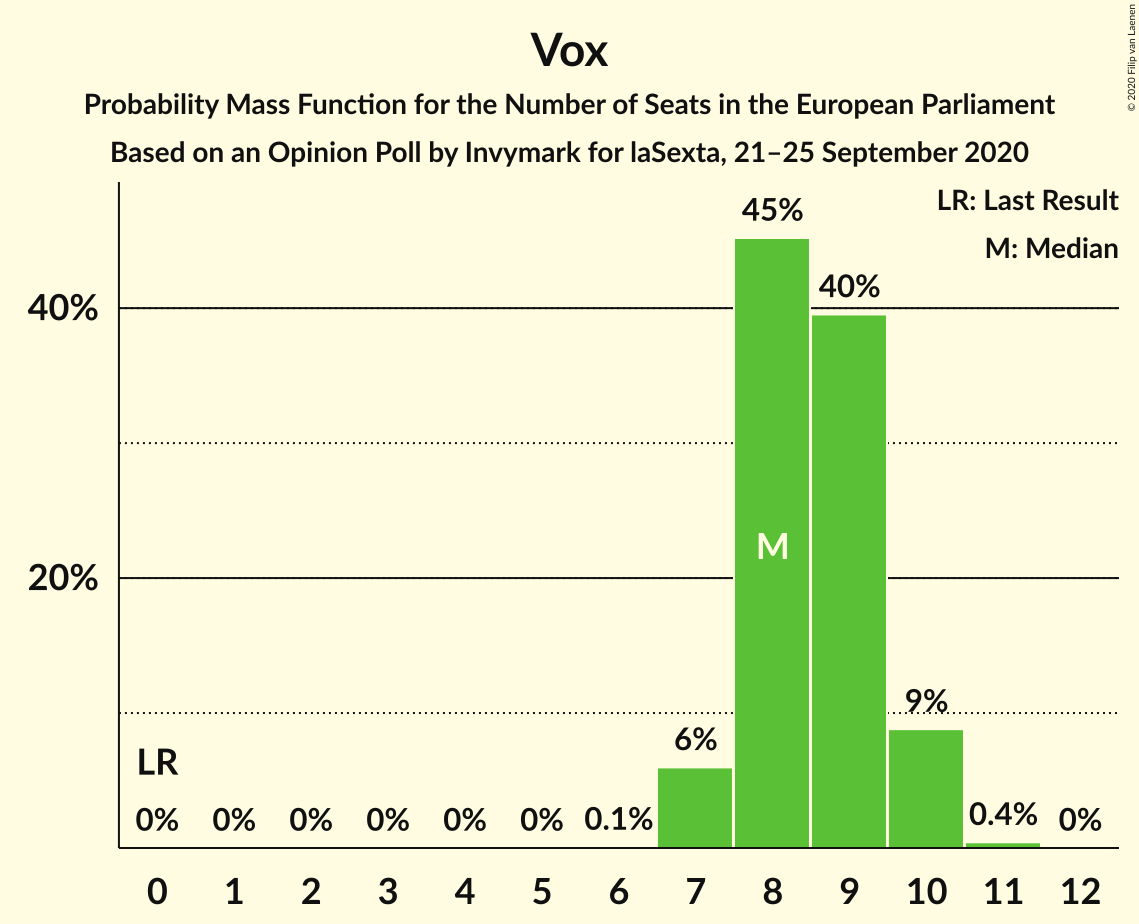 Vox
Probability Mass Function for the Number of Seats in the European Parliament
Based on an Opinion Poll by Invymark for laSexta, 21–25 September 2020
© 2020 Filip van Laenen
LR: Last Result
M: Median
45%
40%
40%
M
20%
9%
6%
LR
0% 0% 0% 0% 0% 0% 0.1% 0.4% 0%
0 1 2 3 4 5 6 7 8 9 10 11 12